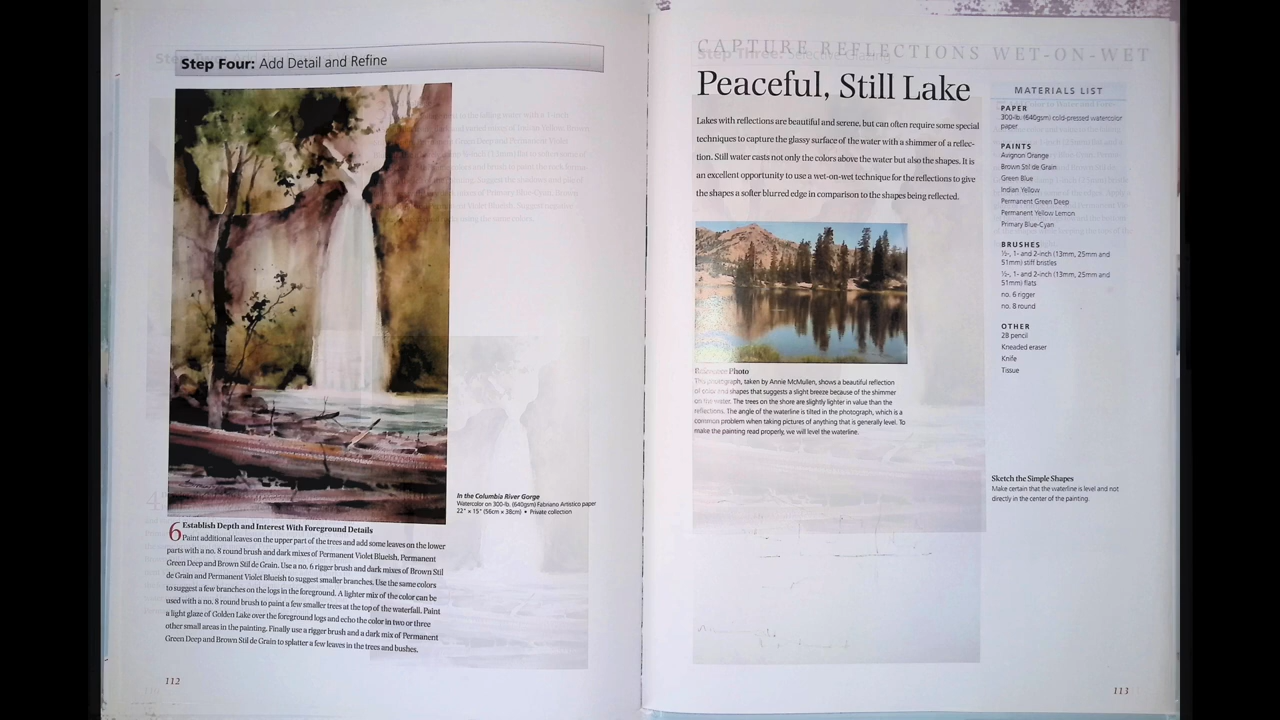 Step Four: Add Detail and Refine
In the Columbia River Gorge
Watercolor on 300-lb. (640gsm) Fabriano Artistico paper
22" × 15" (56cm × 38cm) • Private collection
6 Establish Depth and Interest With Foreground Details
Paint additional leaves on the upper part of the trees and add some leaves on the lower
parts with a no. 8 round brush and dark mixes of Permanent Violet Blueish, Permanent
Green Deep and Brown Stil de Grain. Use a no. 6 rigger brush and dark mixes of Brown Stil
de Grain and Permanent Violet Blueish to suggest smaller branches. Use the same colors
to suggest a few branches on the logs in the foreground. A lighter mix of the color can be
used with a no. 8 round brush to paint a few smaller trees at the top of the waterfall. Paint
a light glaze of Golden Lake over the foreground logs and echo the color in two or three
other small areas in the painting. Finally use a rigger brush and a dark mix of Permanent
Green Deep and Brown Stil de Grain to splatter a few leaves in the trees and bushes.
112
CAPTURE REFLECTIONS WET-ON-WET
Peaceful, Still Lake
Lakes with reflections are beautiful and serene, but can often require some special
techniques to capture the glassy surface of the water with a shimmer of a reflec-
tion. Still water casts not only the colors above the water but also the shapes. It is
an excellent opportunity to use a wet-on-wet technique for the reflections to give
the shapes a softer blurred edge in comparison to the shapes being reflected.
Reference Photo
This photograph, taken by Annie McMullen, shows a beautiful reflection
of color and shapes that suggests a slight breeze because of the shimmer
on the water. The trees on the shore are slightly lighter in value than the
reflections. The angle of the waterline is tilted in the photograph, which is a
common problem when taking pictures of anything that is generally level. To
make the painting read properly, we will level the waterline.
MATERIALS LIST
PAPER
300-lb. (640gsm) cold-pressed watercolor
paper
PAINTS
Avignon Orange
Brown Stil de Grain
Green Blue
Indian Yellow
Permanent Green Deep
Permanent Yellow Lemon
Primary Blue-Cyan
BRUSHES
½-, 1- and 2-inch (13mm, 25mm and
51mm) stiff bristles
½-, 1- and 2-inch (13mm, 25mm and
51mm) flats
no. 6 rigger
no. 8 round
OTHER
2B pencil
Kneaded eraser
Knife
Tissue
Sketch the Simple Shapes
Make certain that the waterline is level and not
directly in the center of the painting.
113